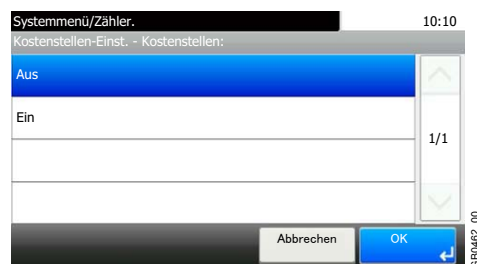 Systemmenü/Zähler. 10:10
Kostenstellen-Einst. - Kostenstellen:
Aus
Ein
1/1
Abbrechen OK
GB0462_00